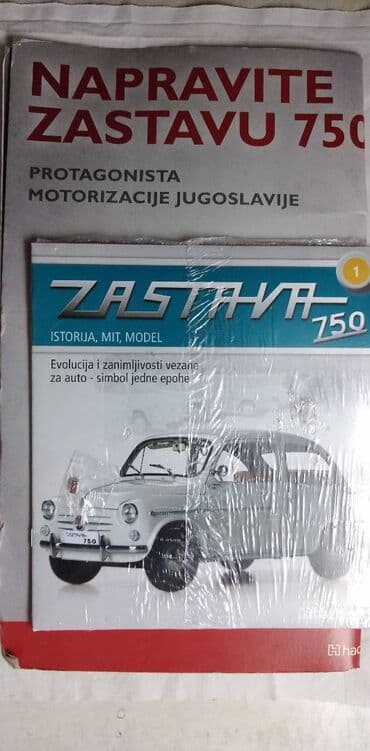 NAPRAVITE
ZASTAVU 750
PROTAGONISTA
MOTORIZACIJE JUGOSLAVIJE
1
ZASTAVA
750
ISTORIJA, MIT, MODEL
Evolucija i zanimljivosti vezane
za auto - simbol jedne epohe
ZASTAVA
750